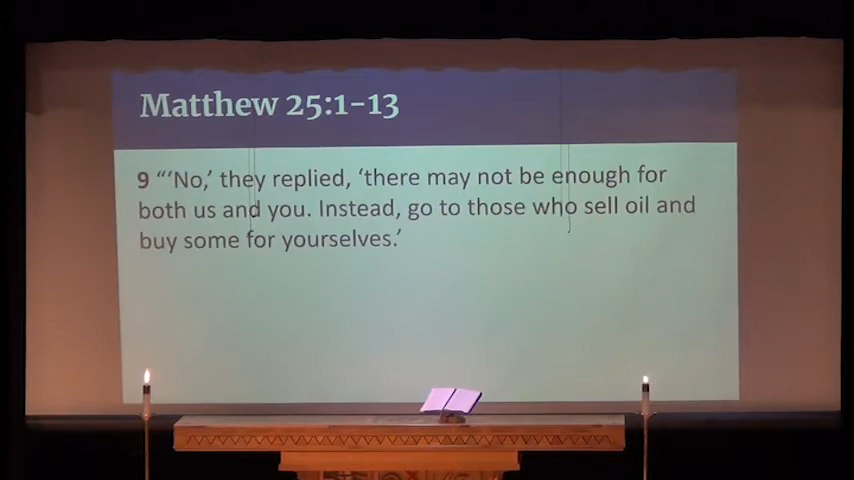 Matthew 25:1-13
9 “‘No,’ they replied, ‘there may not be enough for
both us and you. Instead, go to those who sell oil and
buy some for yourselves.’